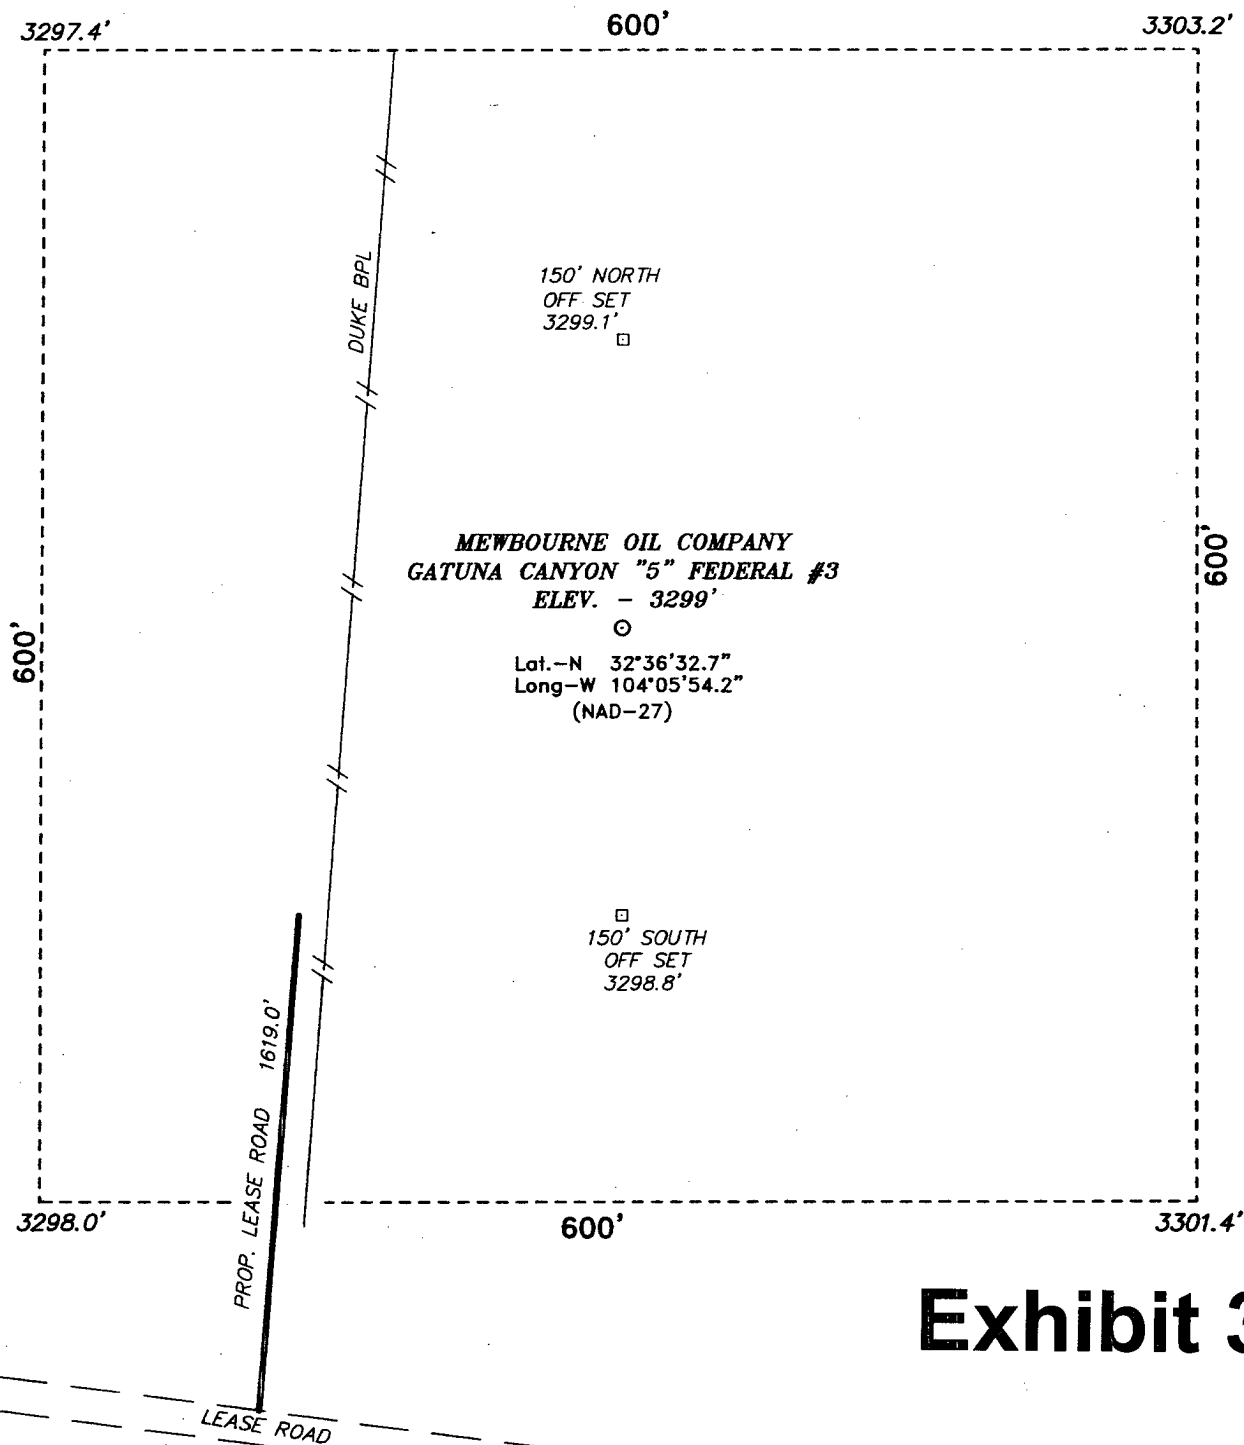 3297.4'
600'
3303.2'
DUKE BPL
150' NORTH
OFF SET
3299.1'
MEWBOURNE OIL COMPANY
GATUNA CANYON "5" FEDERAL #3
ELEV. - 3299'
600'
600'
Lat.-N 32°36'32.7"
Long-W 104°05'54.2"
(NAD-27)
150' SOUTH
OFF SET
3298.8'
PROP. LEASE ROAD 1619.0'
3298.0'
600'
3301.4'
Exhibit 3
LEASE ROAD